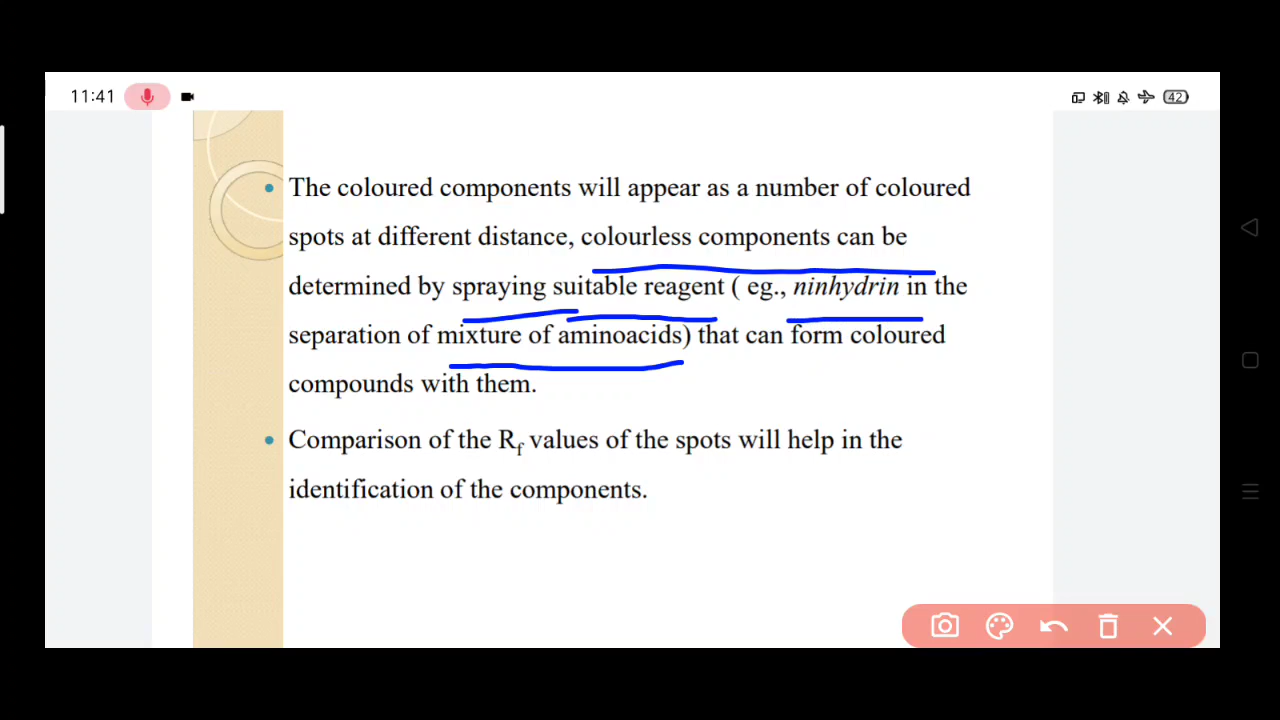 11:41
42
The coloured components will appear as a number of coloured
spots at different distance, colourless components can be
determined by spraying suitable reagent ( eg., ninhydrin in the
separation of mixture of aminoacids) that can form coloured
compounds with them.
Comparison of the Rf values of the spots will help in the
identification of the components.